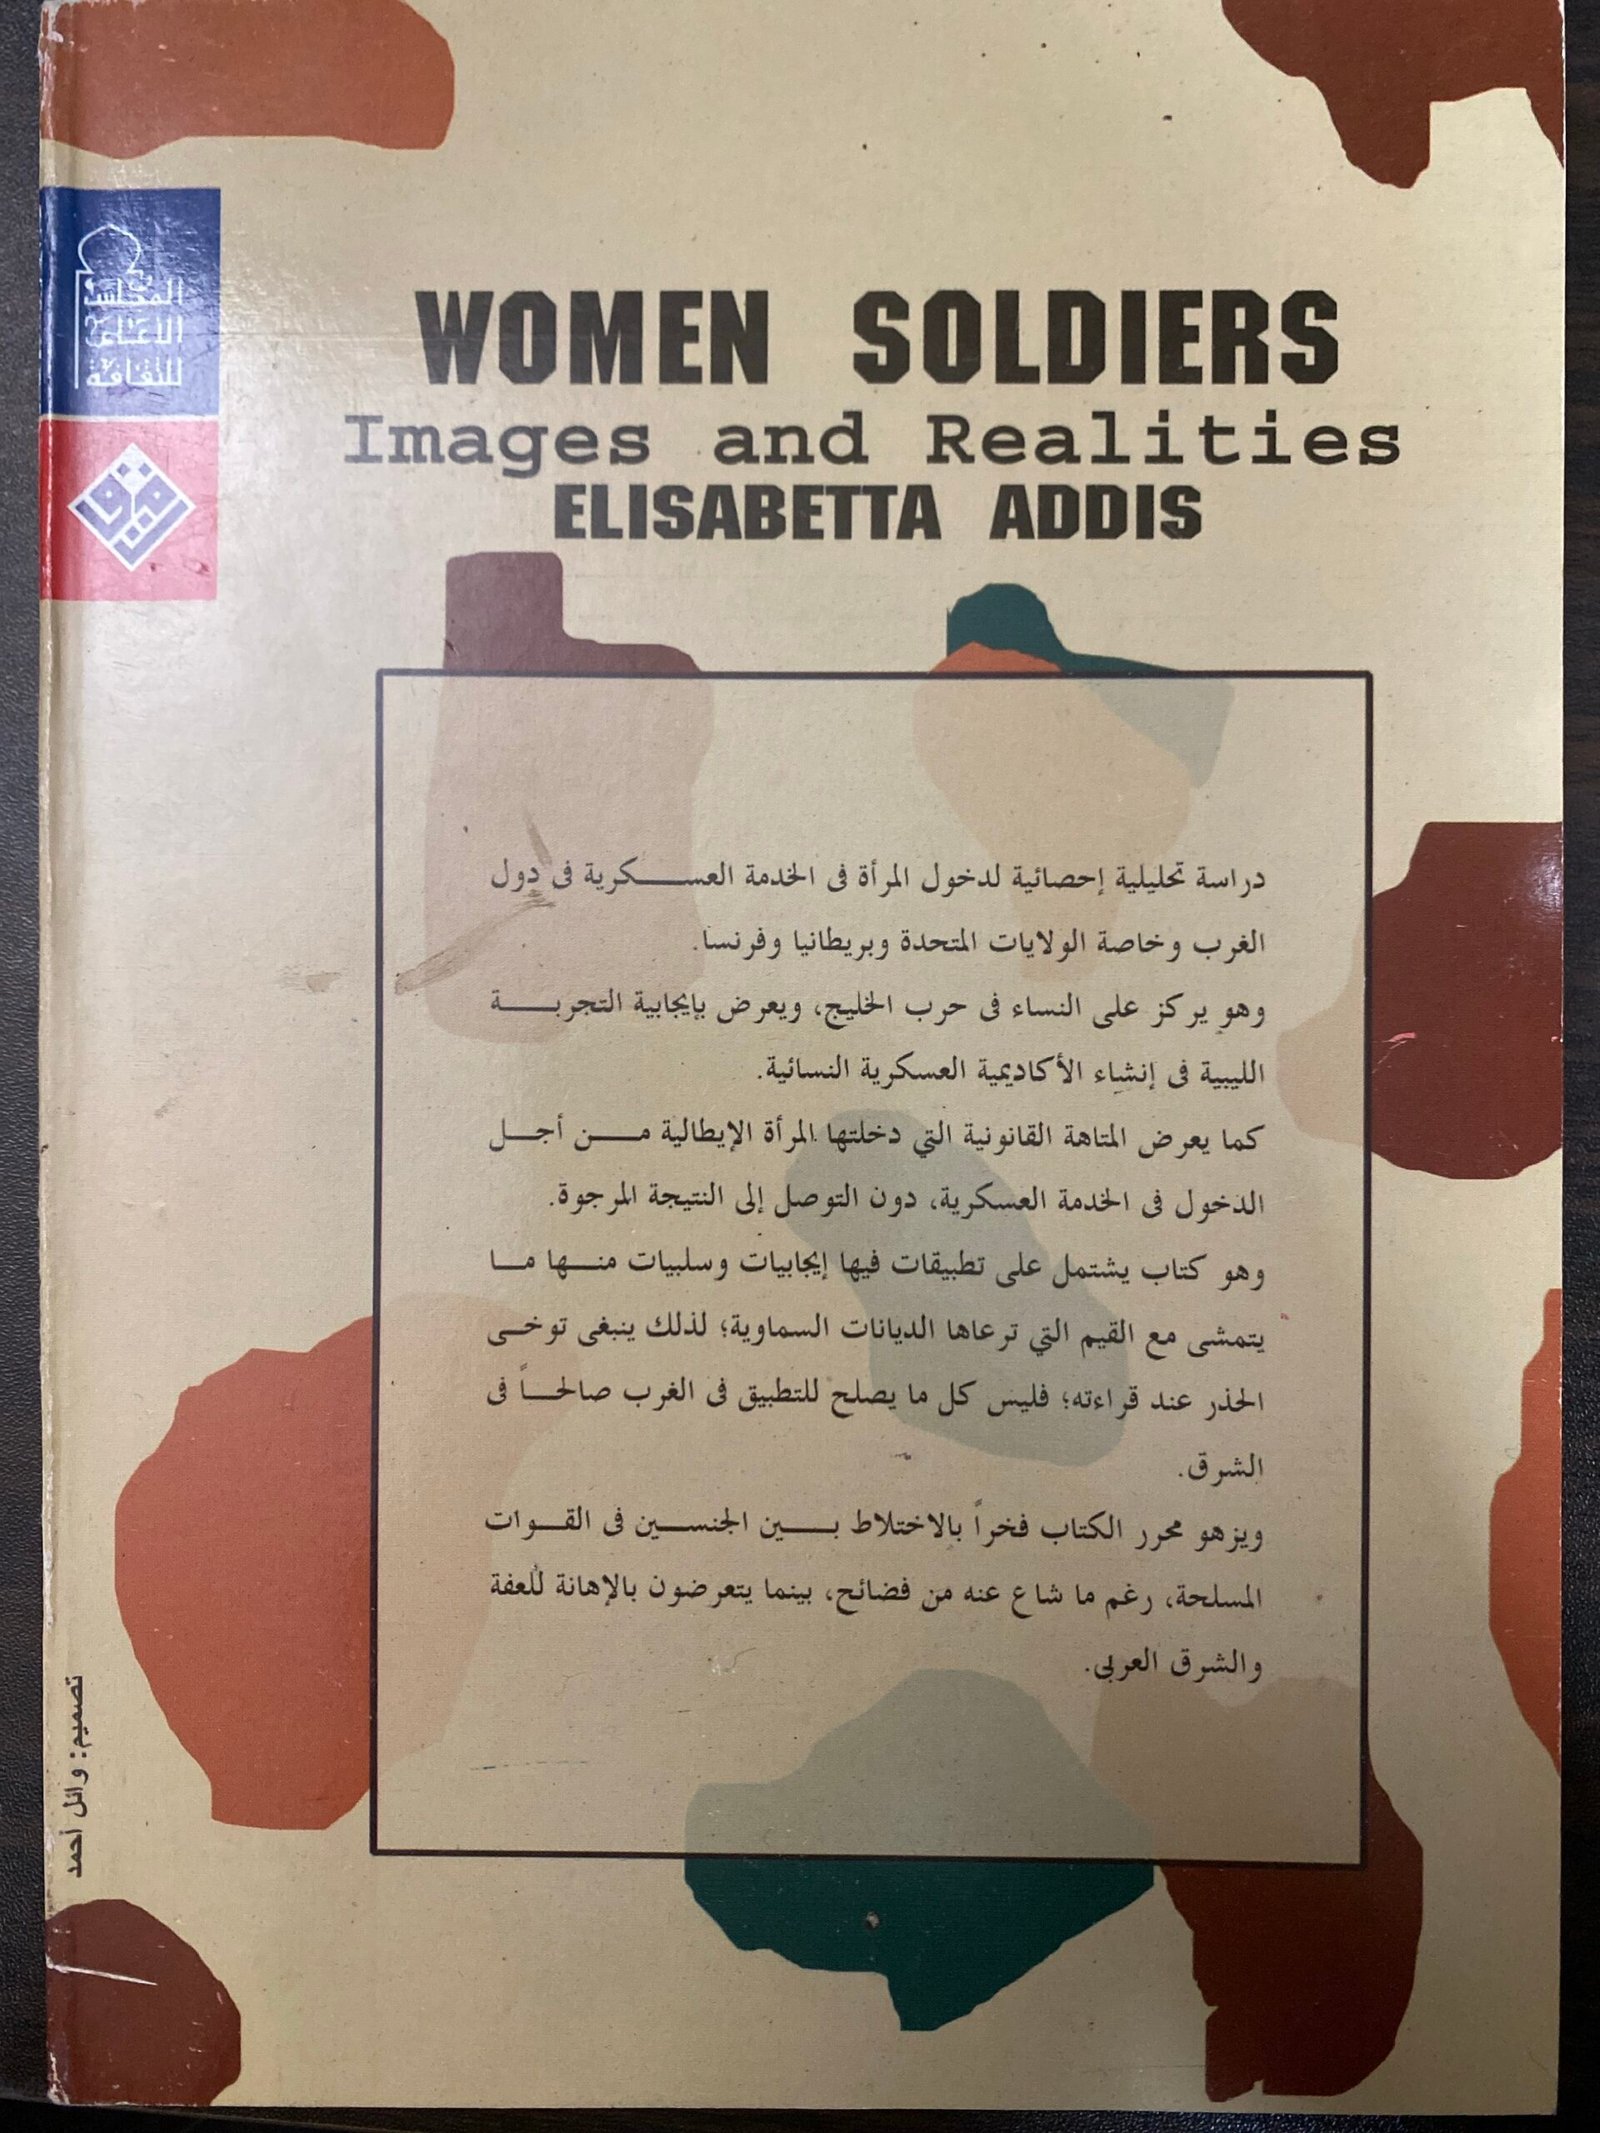 المجلس
الأعلى
للثقافة
WOMEN SOLDIERS
Images and Realities
ELISABETTA ADDIS
دراسة تحليلية إحصائية لدخول المرأة فى الخدمة العسكرية فى دول
الغرب وخاصة الولايات المتحدة وبريطانيا وفرنسا.
وهو يركز على النساء فى حرب الخليج، ويعرض بإيجابية التجربة
الليبية فى إنشاء الأكاديمية العسكرية النسائية.
كما يعرض المتاهة القانونية التي دخلتها المرأة الإيطالية من أجل
الدخول فى الخدمة العسكرية، دون التوصل إلى النتيجة المرجوة.
وهو كتاب يشتمل على تطبيقات فيها إيجابيات وسلبيات منها ما
يتمشى مع القيم التي ترعاها الديانات السماوية؛ لذلك ينبغى توخى
الحذر عند قراءته؛ فليس كل ما يصلح للتطبيق فى الغرب صالحاً فى
الشرق.
ويزهو محرر الكتاب فخراً بالاختلاط بين الجنسين فى القوات
المسلحة، رغم ما شاع عنه من فضائح، بينما يتعرضون بالإهانة للعفة
والشرق العربى.
تصميم: وائل أحمد